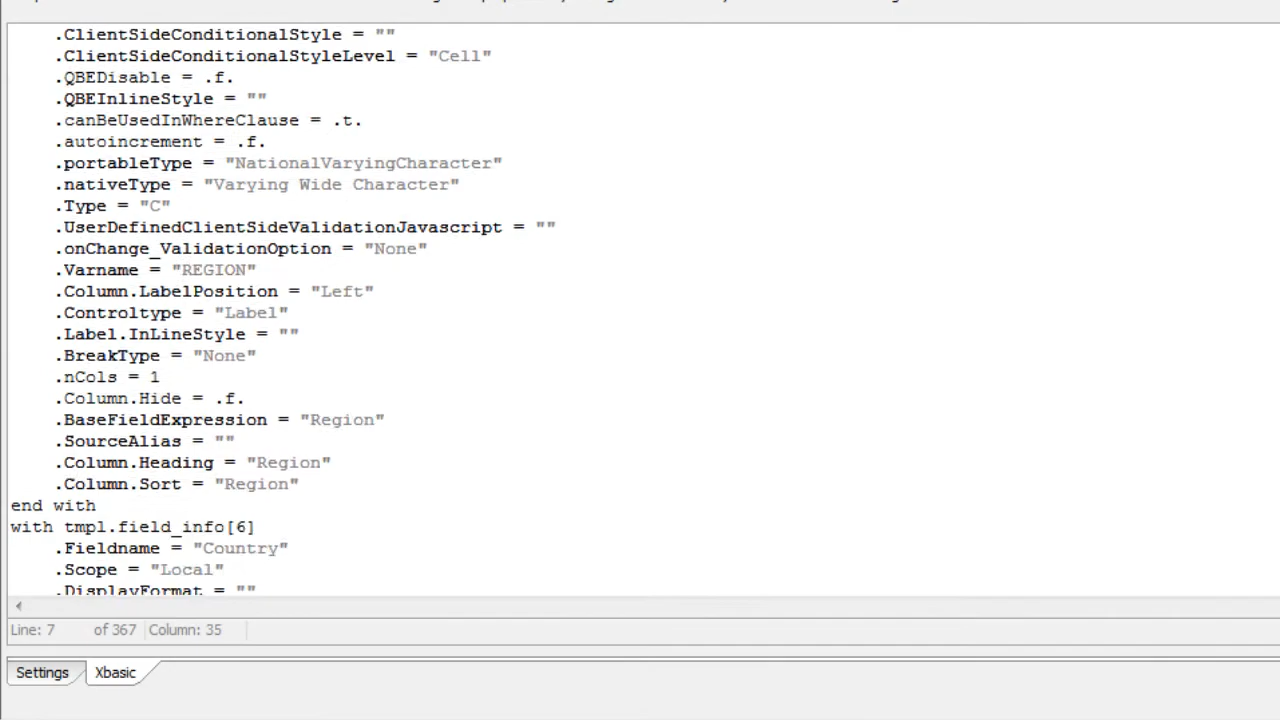 .ClientSideConditionalStyle = ""
.ClientSideConditionalStyleLevel = "Cell"
.QBEDisable = .f.
.QBEInlineStyle = ""
.canBeUsedInWhereClause = .t.
.autoincrement = .f.
.portableType = "NationalVaryingCharacter"
.nativeType = "Varying Wide Character"
.Type = "C"
.UserDefinedClientSideValidationJavascript = ""
.onChange_ValidationOption = "None"
.Varname = "REGION"
.Column.LabelPosition = "Left"
.Controltype = "Label"
.Label.InLineStyle = ""
.BreakType = "None"
.nCols = 1
.Column.Hide = .f.
.BaseFieldExpression = "Region"
.SourceAlias = ""
.Column.Heading = "Region"
.Column.Sort = "Region"
end with
with tmpl.field_info[6]
.Fieldname = "Country"
.Scope = "Local"
.DisplayFormat = ""
Line: 7 of 367 Column: 35
Settings Xbasic